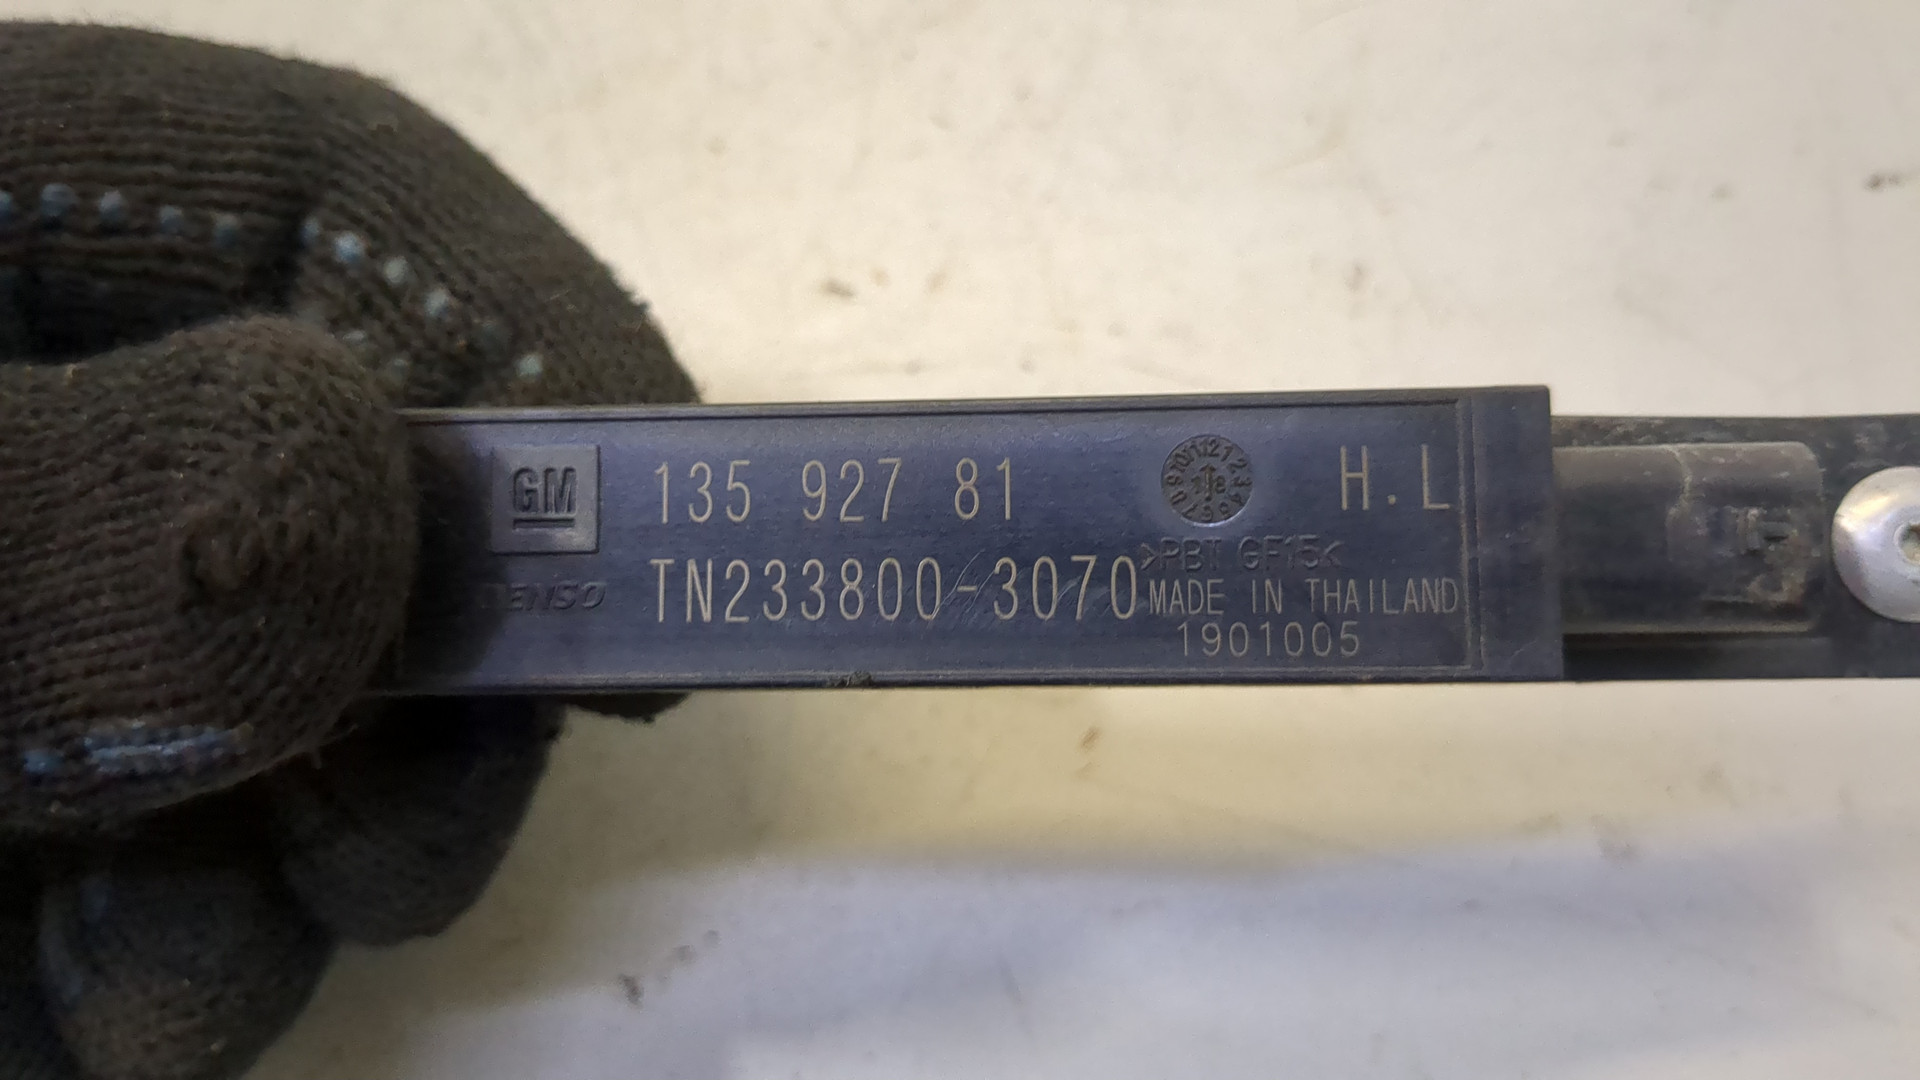 GM 135 927 81 H.L
DENSO TN233800-3070 >PBT GF15<
MADE IN THAILAND
1901005